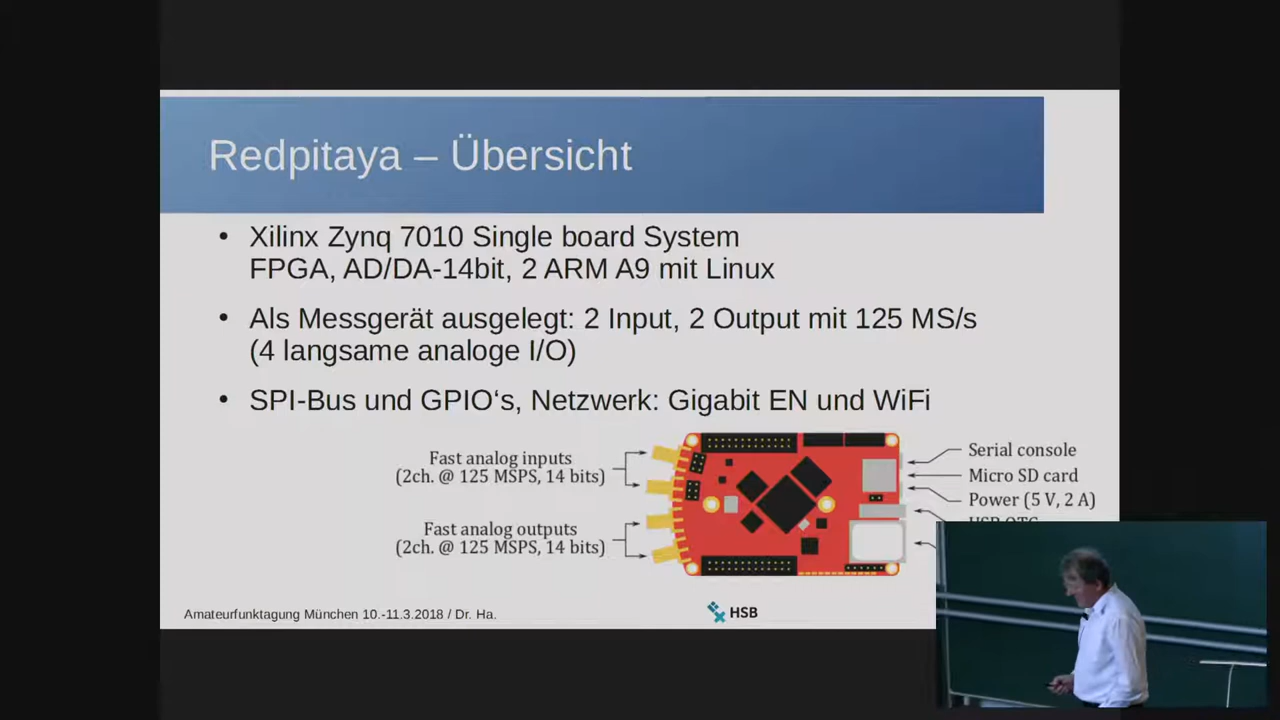 Redpitaya – Übersicht
• Xilinx Zynq 7010 Single board System
FPGA, AD/DA-14bit, 2 ARM A9 mit Linux
• Als Messgerät ausgelegt: 2 Input, 2 Output mit 125 MS/s
(4 langsame analoge I/O)
• SPI-Bus und GPIO‘s, Netzwerk: Gigabit EN und WiFi
Fast analog inputs
(2ch. @ 125 MSPS, 14 bits)
Fast analog outputs
(2ch. @ 125 MSPS, 14 bits)
Serial console
Micro SD card
Power (5 V, 2 A)
Amateurfunktagung München 10.-11.3.2018 / Dr. Ha.
HSB